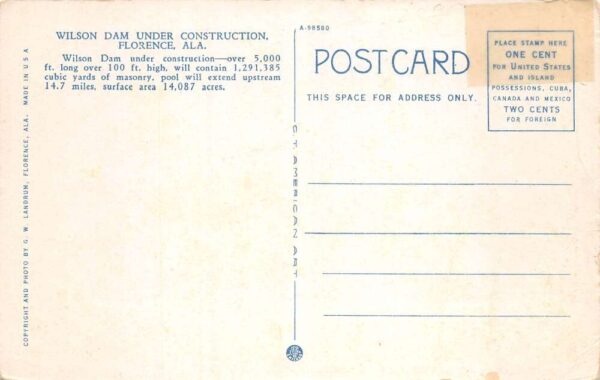 WILSON DAM UNDER CONSTRUCTION,
FLORENCE, ALA.
Wilson Dam under construction—over 5,000
ft. long over 100 ft. high, will contain 1,291,385
cubic yards of masonry, pool will extend upstream
14.7 miles, surface area 14,087 acres.
COPYRIGHT AND PHOTO BY G. W. LANDRUM, FLORENCE, ALA. MADE IN U S A
A-98580
POST CARD
THIS SPACE FOR ADDRESS ONLY.
PLACE STAMP HERE
ONE CENT
FOR UNITED STATES
AND ISLAND
POSSESSIONS, CUBA,
CANADA AND MEXICO
TWO CENTS
FOR FOREIGN